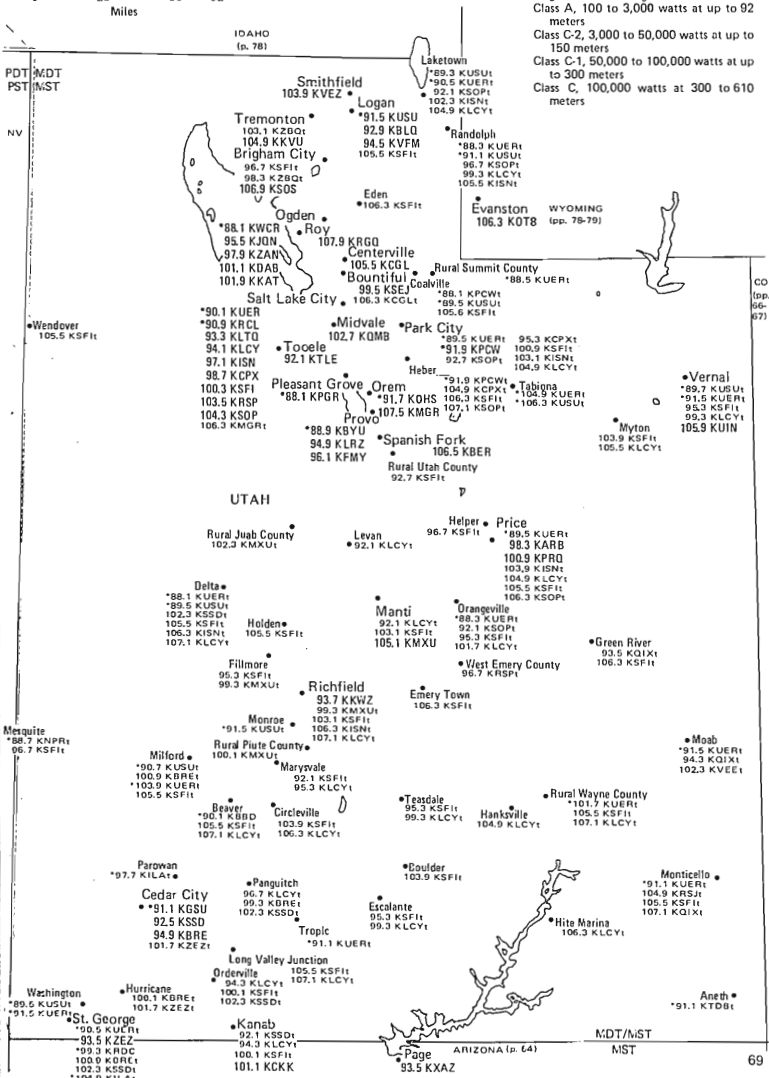 Miles
IDAHO
(p. 78)
Class A, 100 to 3,000 watts at up to 92
meters
Class C-2, 3,000 to 50,000 watts at up to
150 meters
Class C-1, 50,000 to 100,000 watts at up
to 300 meters
Class C, 100,000 watts at 300 to 610
meters
PDT MDT
PST MST
NV
Laketown
*89.3 KUSUt
*90.5 KUERt
92.1 KSOPt
102.3 KISNt
104.9 KLCYt
Smithfield
103.9 KVEZ
Logan
*91.5 KUSU
92.9 KBLQ
94.5 KVFM
105.5 KSFIt
Tremonton
103.1 KZBQt
104.9 KKVU
Brigham City
96.7 KSFIt
98.3 KZBQt
106.9 KSOS
Randolph
*88.3 KUERt
*91.1 KUSUt
96.7 KSOPt
99.3 KLCYt
105.5 KISNt
Eden
106.3 KSFIt
Evanston
106.3 KOT8
WYOMING
(pp. 78-79)
Ogden
*88.1 KWCR
95.5 KJQN
97.9 KZAN
101.1 KDAB
101.9 KKAT
Roy
107.9 KRGQ
Centerville
105.5 KCGL
Bountiful
99.5 KSEJ
106.3 KCGLt
Coalville
*88.1 KPCWt
*89.5 KUSUt
105.6 KSFIt
Rural Summit County
*88.5 KUERt
CO
(pp.
66-
67)
Salt Lake City
*90.1 KUER
*90.9 KRCL
93.3 KLTQ
94.1 KLCY
97.1 KISN
98.7 KCPX
100.3 KSFI
103.5 KRSP
104.3 KSOP
106.3 KMGRt
Wendover
105.5 KSFIt
Midvale
102.7 KQMB
Tooele
92.1 KTLE
Park City
*89.5 KUERt
*91.9 KPCW
92.7 KSOPt
95.3 KCPXt
100.9 KSFIt
103.1 KISNt
104.9 KLCYt
Heber
*91.9 KPCWt
104.9 KCPXt
106.3 KSFIt
107.1 KSOPt
Tabiona
*104.9 KUERt
*106.3 KUSUt
Pleasant Grove
*88.1 KPGR
Orem
*91.7 KOHS
107.5 KMGR
Provo
*88.9 KBYU
94.9 KLRZ
96.1 KFMY
Vernal
*89.7 KUSUt
*91.5 KUERt
95.3 KSFIt
99.3 KLCYt
105.9 KUIN
Myton
103.9 KSFIt
105.5 KLCYt
Spanish Fork
106.5 KBER
Rural Utah County
92.7 KSFIt
UTAH
Rural Juab County
102.3 KMXUt
Levan
92.1 KLCYt
Helper
96.7 KSFIt
Price
*89.5 KUERt
98.3 KARB
100.9 KPRQ
103.9 KISNt
104.9 KLCYt
105.5 KSFIt
106.3 KSOPt
Delta
*88.1 KUERt
*89.5 KUSUt
102.3 KSSDt
105.5 KSFIt
106.3 KISNt
107.1 KLCYt
Holden
105.5 KSFIt
Manti
92.1 KLCYt
103.1 KSFIt
105.1 KMXU
Orangeville
*88.3 KUERt
92.1 KSOPt
95.3 KSFIt
101.7 KLCYt
Green River
93.5 KQIXt
106.3 KSFIt
Fillmore
95.3 KSFIt
99.3 KMXUt
West Emery County
96.7 KRSPt
Richfield
93.7 KKWZ
99.3 KMXUt
103.1 KSFIt
106.3 KISNt
107.1 KLCYt
Emery Town
106.3 KSFIt
Monroe
*91.5 KUSUt
Mesquite
*88.7 KNPRt
96.7 KSFIt
Rural Piute County
100.1 KMXUt
Moab
*91.5 KUERt
94.3 KQIXt
102.3 KVEEt
Milford
*90.7 KUSUt
100.9 KBREt
*103.9 KUERt
105.5 KSFIt
Marysvale
92.1 KSFIt
95.3 KLCYt
Beaver
*90.1 KBBD
105.5 KSFIt
107.1 KLCYt
Circleville
103.9 KSFIt
106.3 KLCYt
Teasdale
95.3 KSFIt
99.3 KLCYt
Hanksville
104.9 KLCYt
Rural Wayne County
*101.7 KUERt
105.5 KSFIt
107.1 KLCYt
Parowan
*97.7 KILAt
Boulder
103.9 KSFIt
Cedar City
*91.1 KGSU
92.5 KSSD
94.9 KBRE
101.7 KZEZt
Panguitch
96.7 KLCYt
99.3 KBREt
102.3 KSSDt
Escalante
95.3 KSFIt
99.3 KLCYt
Monticello
*91.1 KUERt
104.9 KRSJt
105.5 KSFIt
107.1 KQIXt
Tropic
*91.1 KUERt
Hite Marina
106.3 KLCYt
Long Valley Junction
105.5 KSFIt
107.1 KLCYt
Orderville
94.3 KLCYt
100.1 KSFIt
102.3 KSSDt
Washington
*89.5 KUSUt
*91.5 KUERt
Hurricane
100.1 KBREt
101.7 KZEZt
Aneth
*91.1 KTDBt
St. George
*90.5 KUERt
93.5 KZEZ
*99.3 KRDC
100.9 KBREt
102.3 KSSDt
Kanab
92.1 KSSDt
94.3 KLCYt
100.1 KSFIt
101.1 KCKK
Page
93.5 KXAZ
ARIZONA (p. 64)
MDT/MST
MST
69